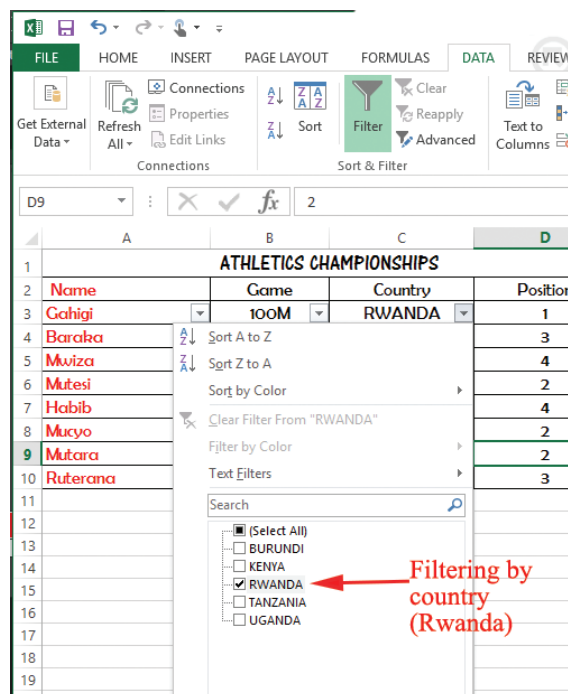 FILE HOME INSERT PAGE LAYOUT FORMULAS DATA REVIEW
Get External Data
Refresh All
Connections
Properties
Edit Links
Connections
Sort
Filter
Clear
Reapply
Advanced
Sort & Filter
Text to Columns
D9 fx 2
A B C D
1 ATHLETICS CHAMPIONSHIPS
2 Name Game Country Position
3 Gahigi 100M RWANDA 1
4 Baraka 3
5 Mwiza 4
6 Mutesi 2
7 Habib 4
8 Mucyo 2
9 Mutara 2
10 Ruterana 3
11
12
13
14
15
16
17
18
19
Sort A to Z
Sort Z to A
Sort by Color
Clear Filter From "RWANDA"
Filter by Color
Text Filters
Search
(Select All)
BURUNDI
KENYA
RWANDA
TANZANIA
UGANDA
Filtering by
country
(Rwanda)